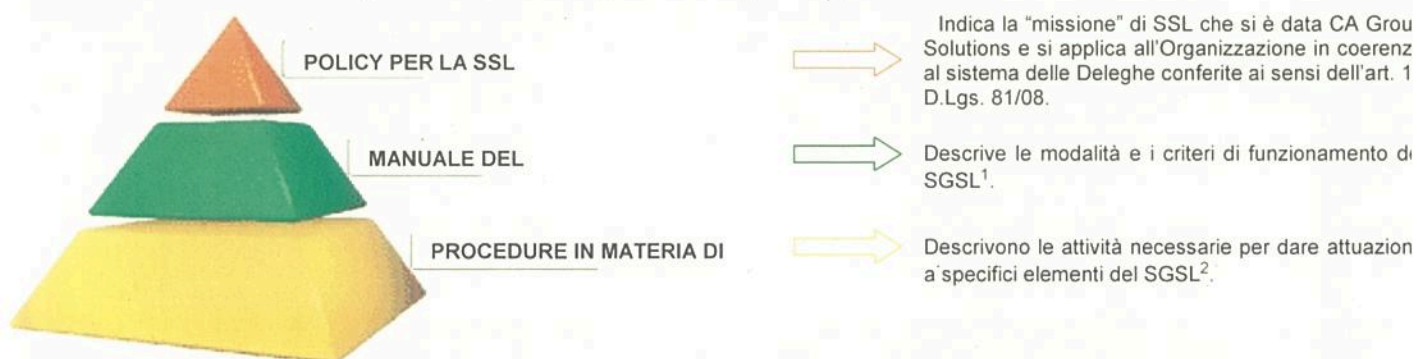 POLICY PER LA SSL
Indica la “missione” di SSL che si è data CA Grou
Solutions e si applica all'Organizzazione in coerenz
al sistema delle Deleghe conferite ai sensi dell'art. 1
D.Lgs. 81/08.
MANUALE DEL
Descrive le modalità e i criteri di funzionamento de
SGSL¹.
PROCEDURE IN MATERIA DI
Descrivono le attività necessarie per dare attuazion
a specifici elementi del SGSL².